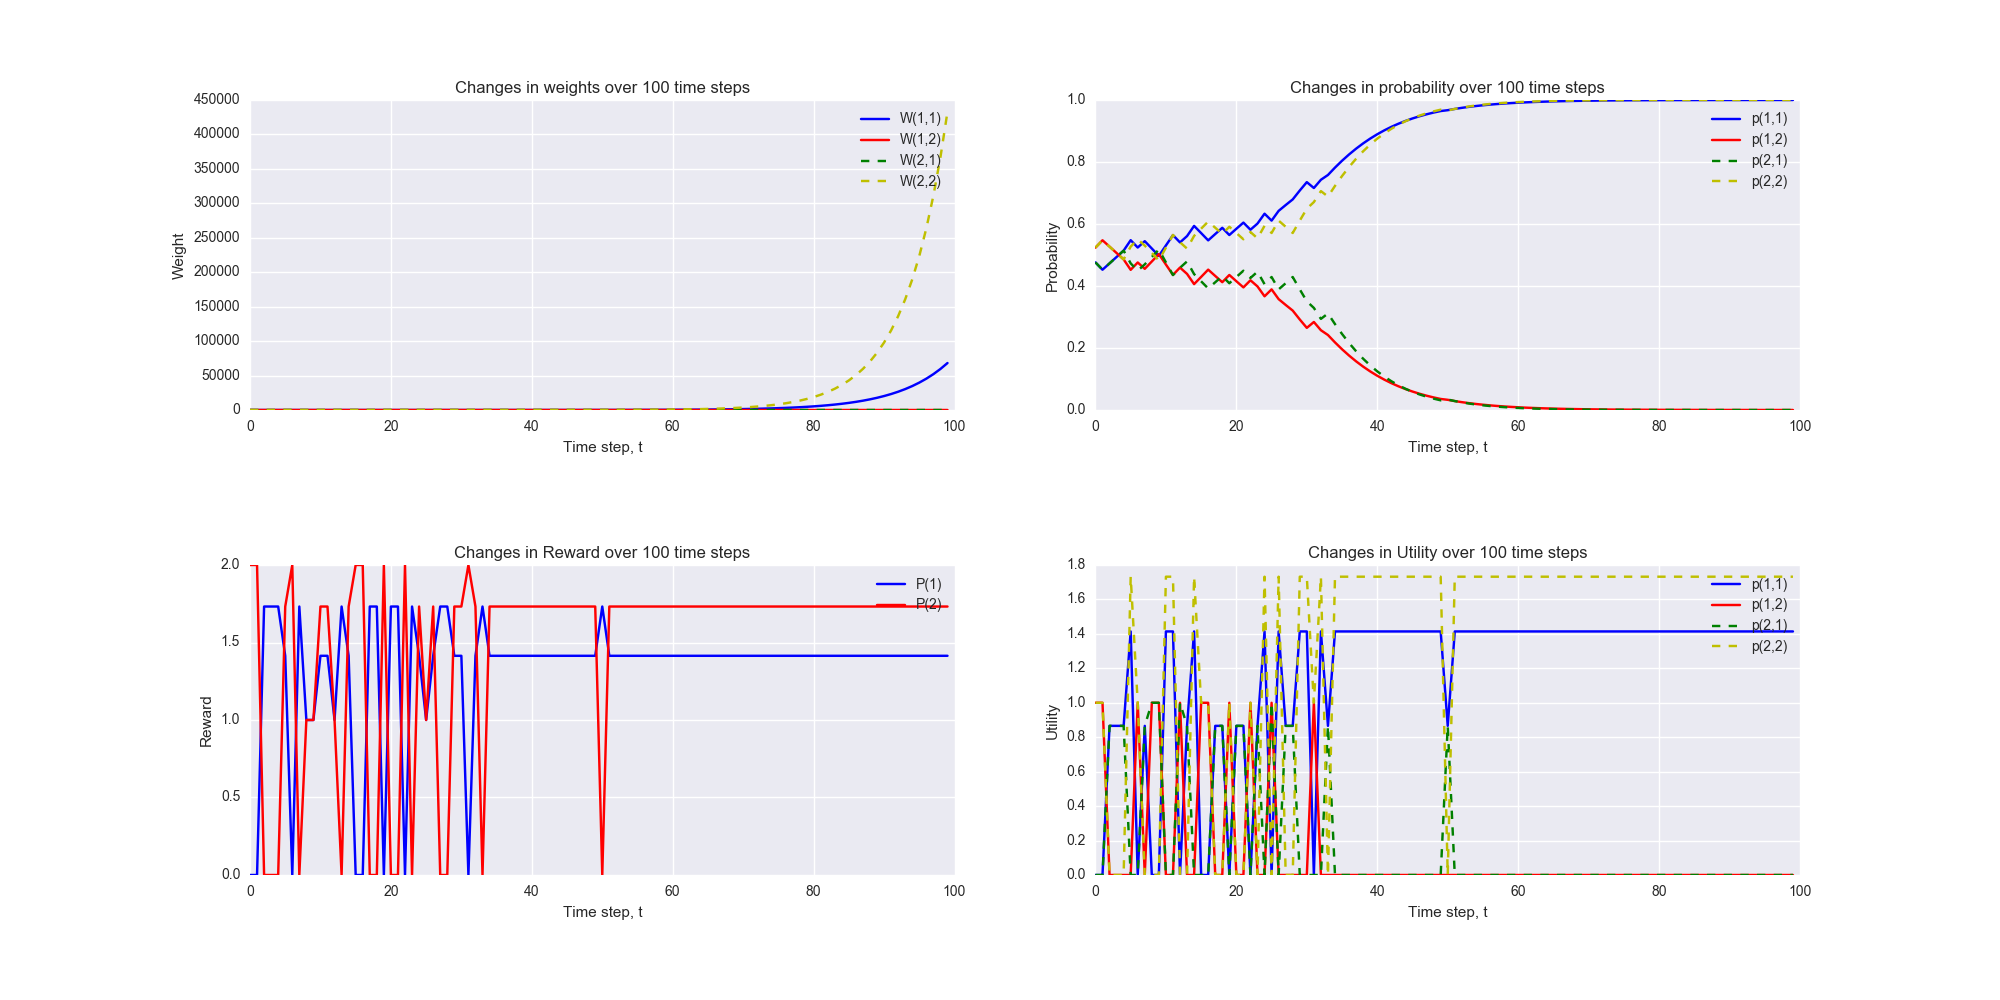 Changes in weights over 100 time steps
450000
400000
350000
300000
250000
200000
150000
100000
50000
0
Weight
W(1,1)
W(1,2)
W(2,1)
W(2,2)
0 20 40 60 80 100
Time step, t
Changes in probability over 100 time steps
1.0
0.8
0.6
0.4
0.2
0.0
Probability
p(1,1)
p(1,2)
p(2,1)
p(2,2)
0 20 40 60 80 100
Time step, t
Changes in Reward over 100 time steps
2.0
1.5
1.0
0.5
0.0
Reward
P(1)
P(2)
0 20 40 60 80 100
Time step, t
Changes in Utility over 100 time steps
1.8
1.6
1.4
1.2
1.0
0.8
0.6
0.4
0.2
0.0
Utility
p(1,1)
p(1,2)
p(2,1)
p(2,2)
0 20 40 60 80 100
Time step, t